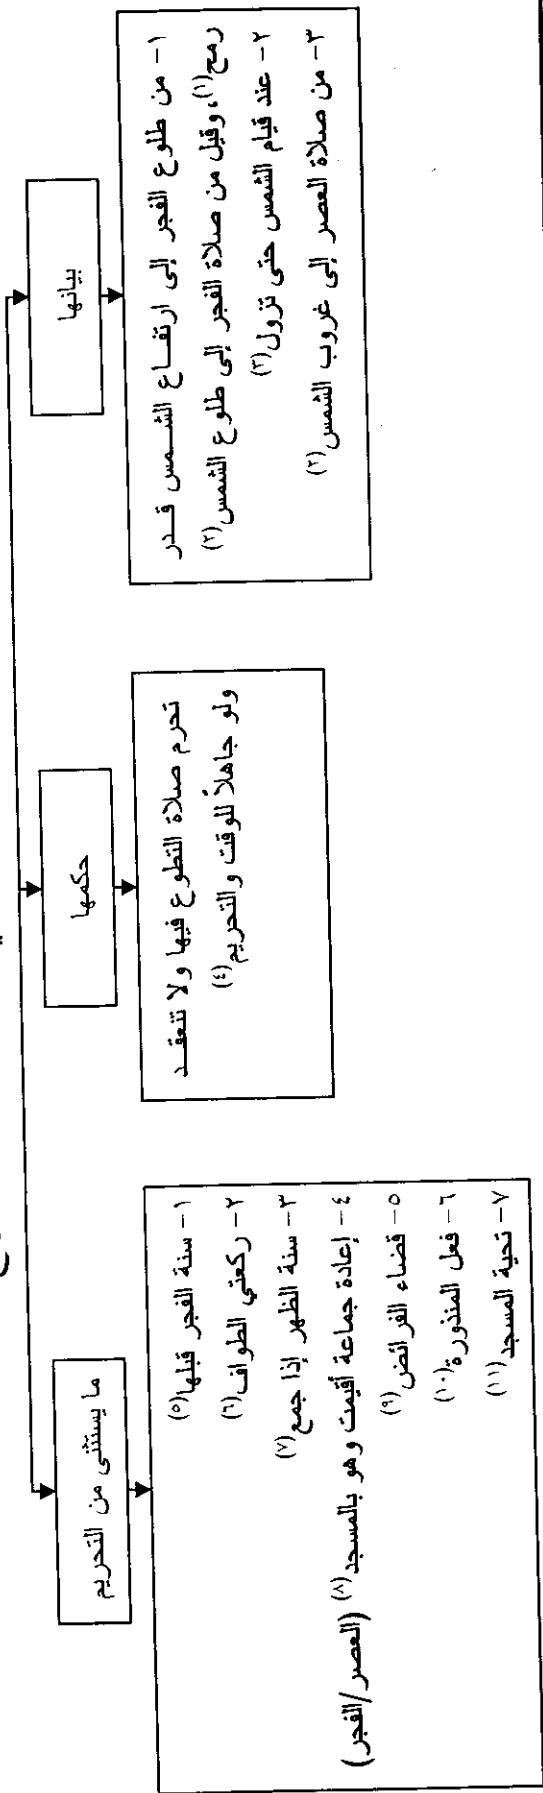 بيانها
١- من طلوع الفجر إلى ارتفاع الشمس قدر
رمح(١)، وقيل من صلاة الفجر إلى طلوع الشمس(٢)
٢- عند قيام الشمس حتى تزول(٣)
٣- من صلاة العصر إلى غروب الشمس(٣)
حكمها
تحرم صلاة التطوع فيها ولا تنعقد
ولو جاهلاً للوقت والتحريم(٤)
ما يستثنى من التحريم
١- سنة الفجر قبلها(٥)
٢- ركعتي الطواف(٦)
٣- سنة الظهر إذا جمع(٧)
٤- إعادة جماعة أقيمت وهو بالمسجد(٨) (العصر/الفجر)
٥- قضاء الفرائض(٩)
٦- فعل المنذورة(١٠)
٧- تحية المسجد(١١)